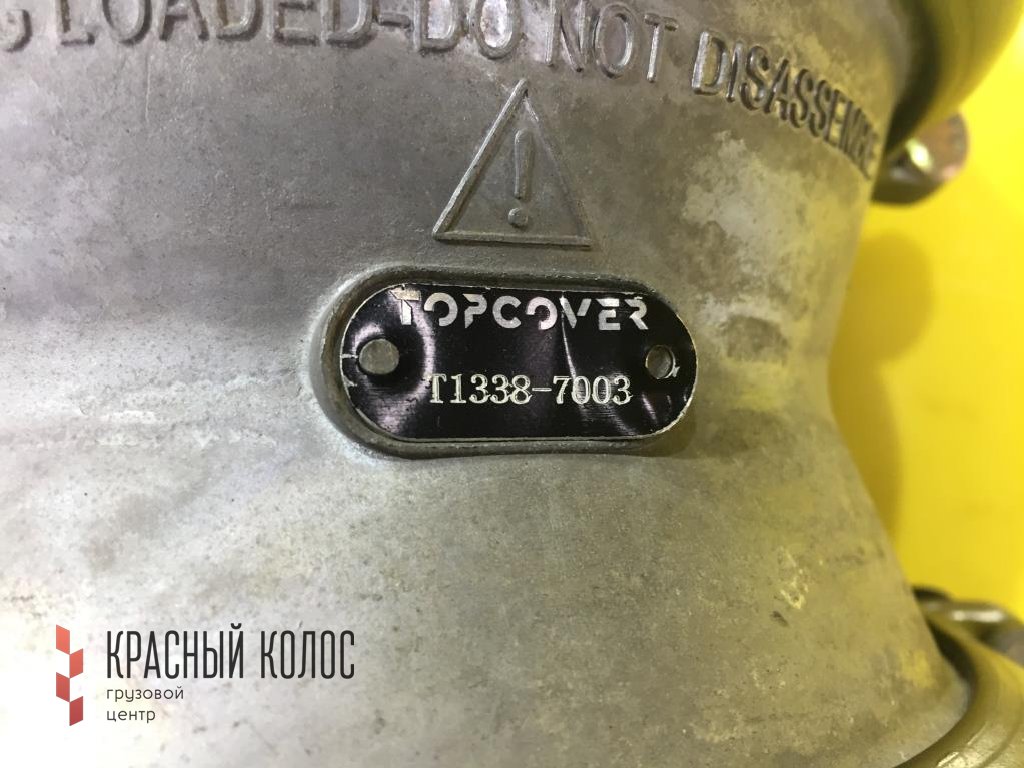 G LOADED-DO NOT DISASSEMBLE
TOPCOVER
T1338-7003
КРАСНЫЙ КОЛОС
грузовой
центр